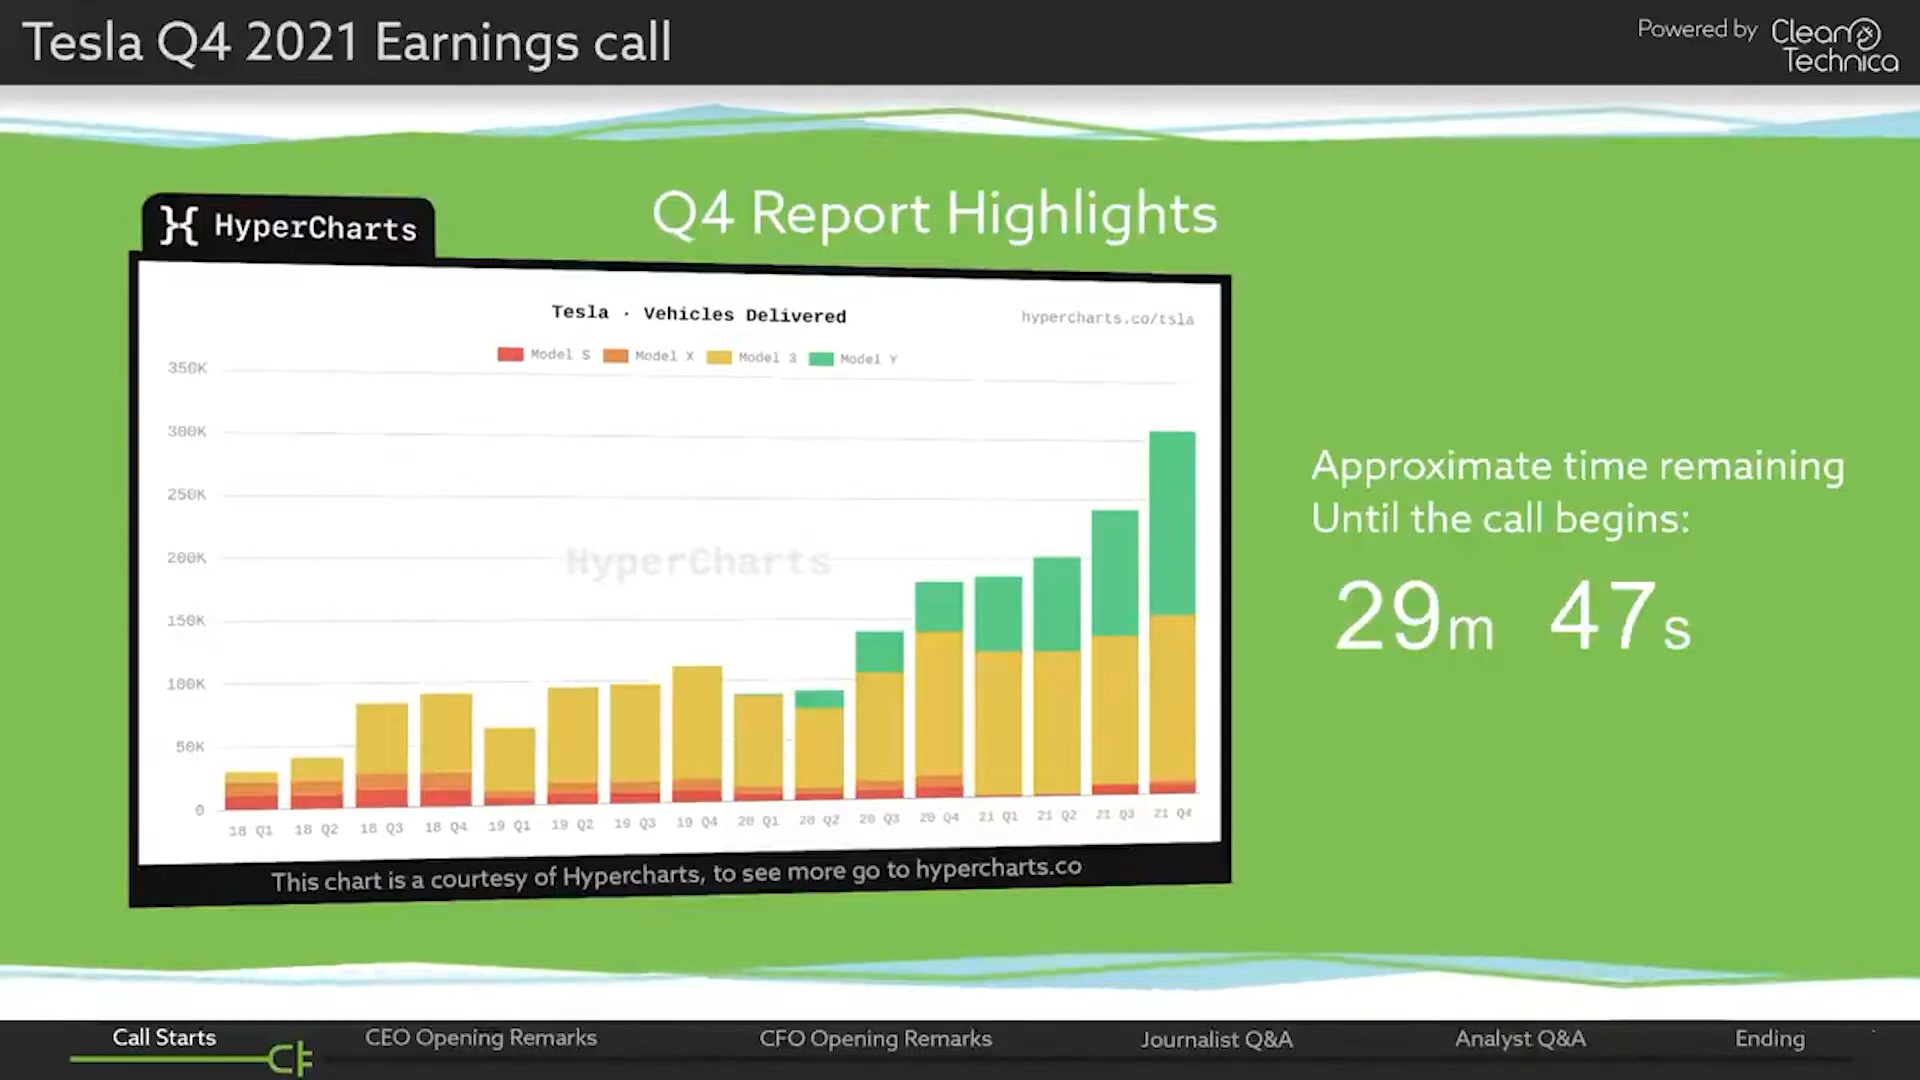 Tesla Q4 2021 Earnings call
Powered by CleanTechnica
Q4 Report Highlights
HyperCharts
Tesla · Vehicles Delivered
hypercharts.co/tsla
Model S Model X Model 3 Model Y
350K
300K
250K
200K
150K
100K
50K
0
HyperCharts
18 Q1 18 Q2 18 Q3 18 Q4 19 Q1 19 Q2 19 Q3 19 Q4 20 Q1 20 Q2 20 Q3 20 Q4 21 Q1 21 Q2 21 Q3 21 Q4
This chart is a courtesy of Hypercharts, to see more go to hypercharts.co
Approximate time remaining
Until the call begins:
29m 47s
Call Starts CEO Opening Remarks CFO Opening Remarks Journalist Q&A Analyst Q&A Ending